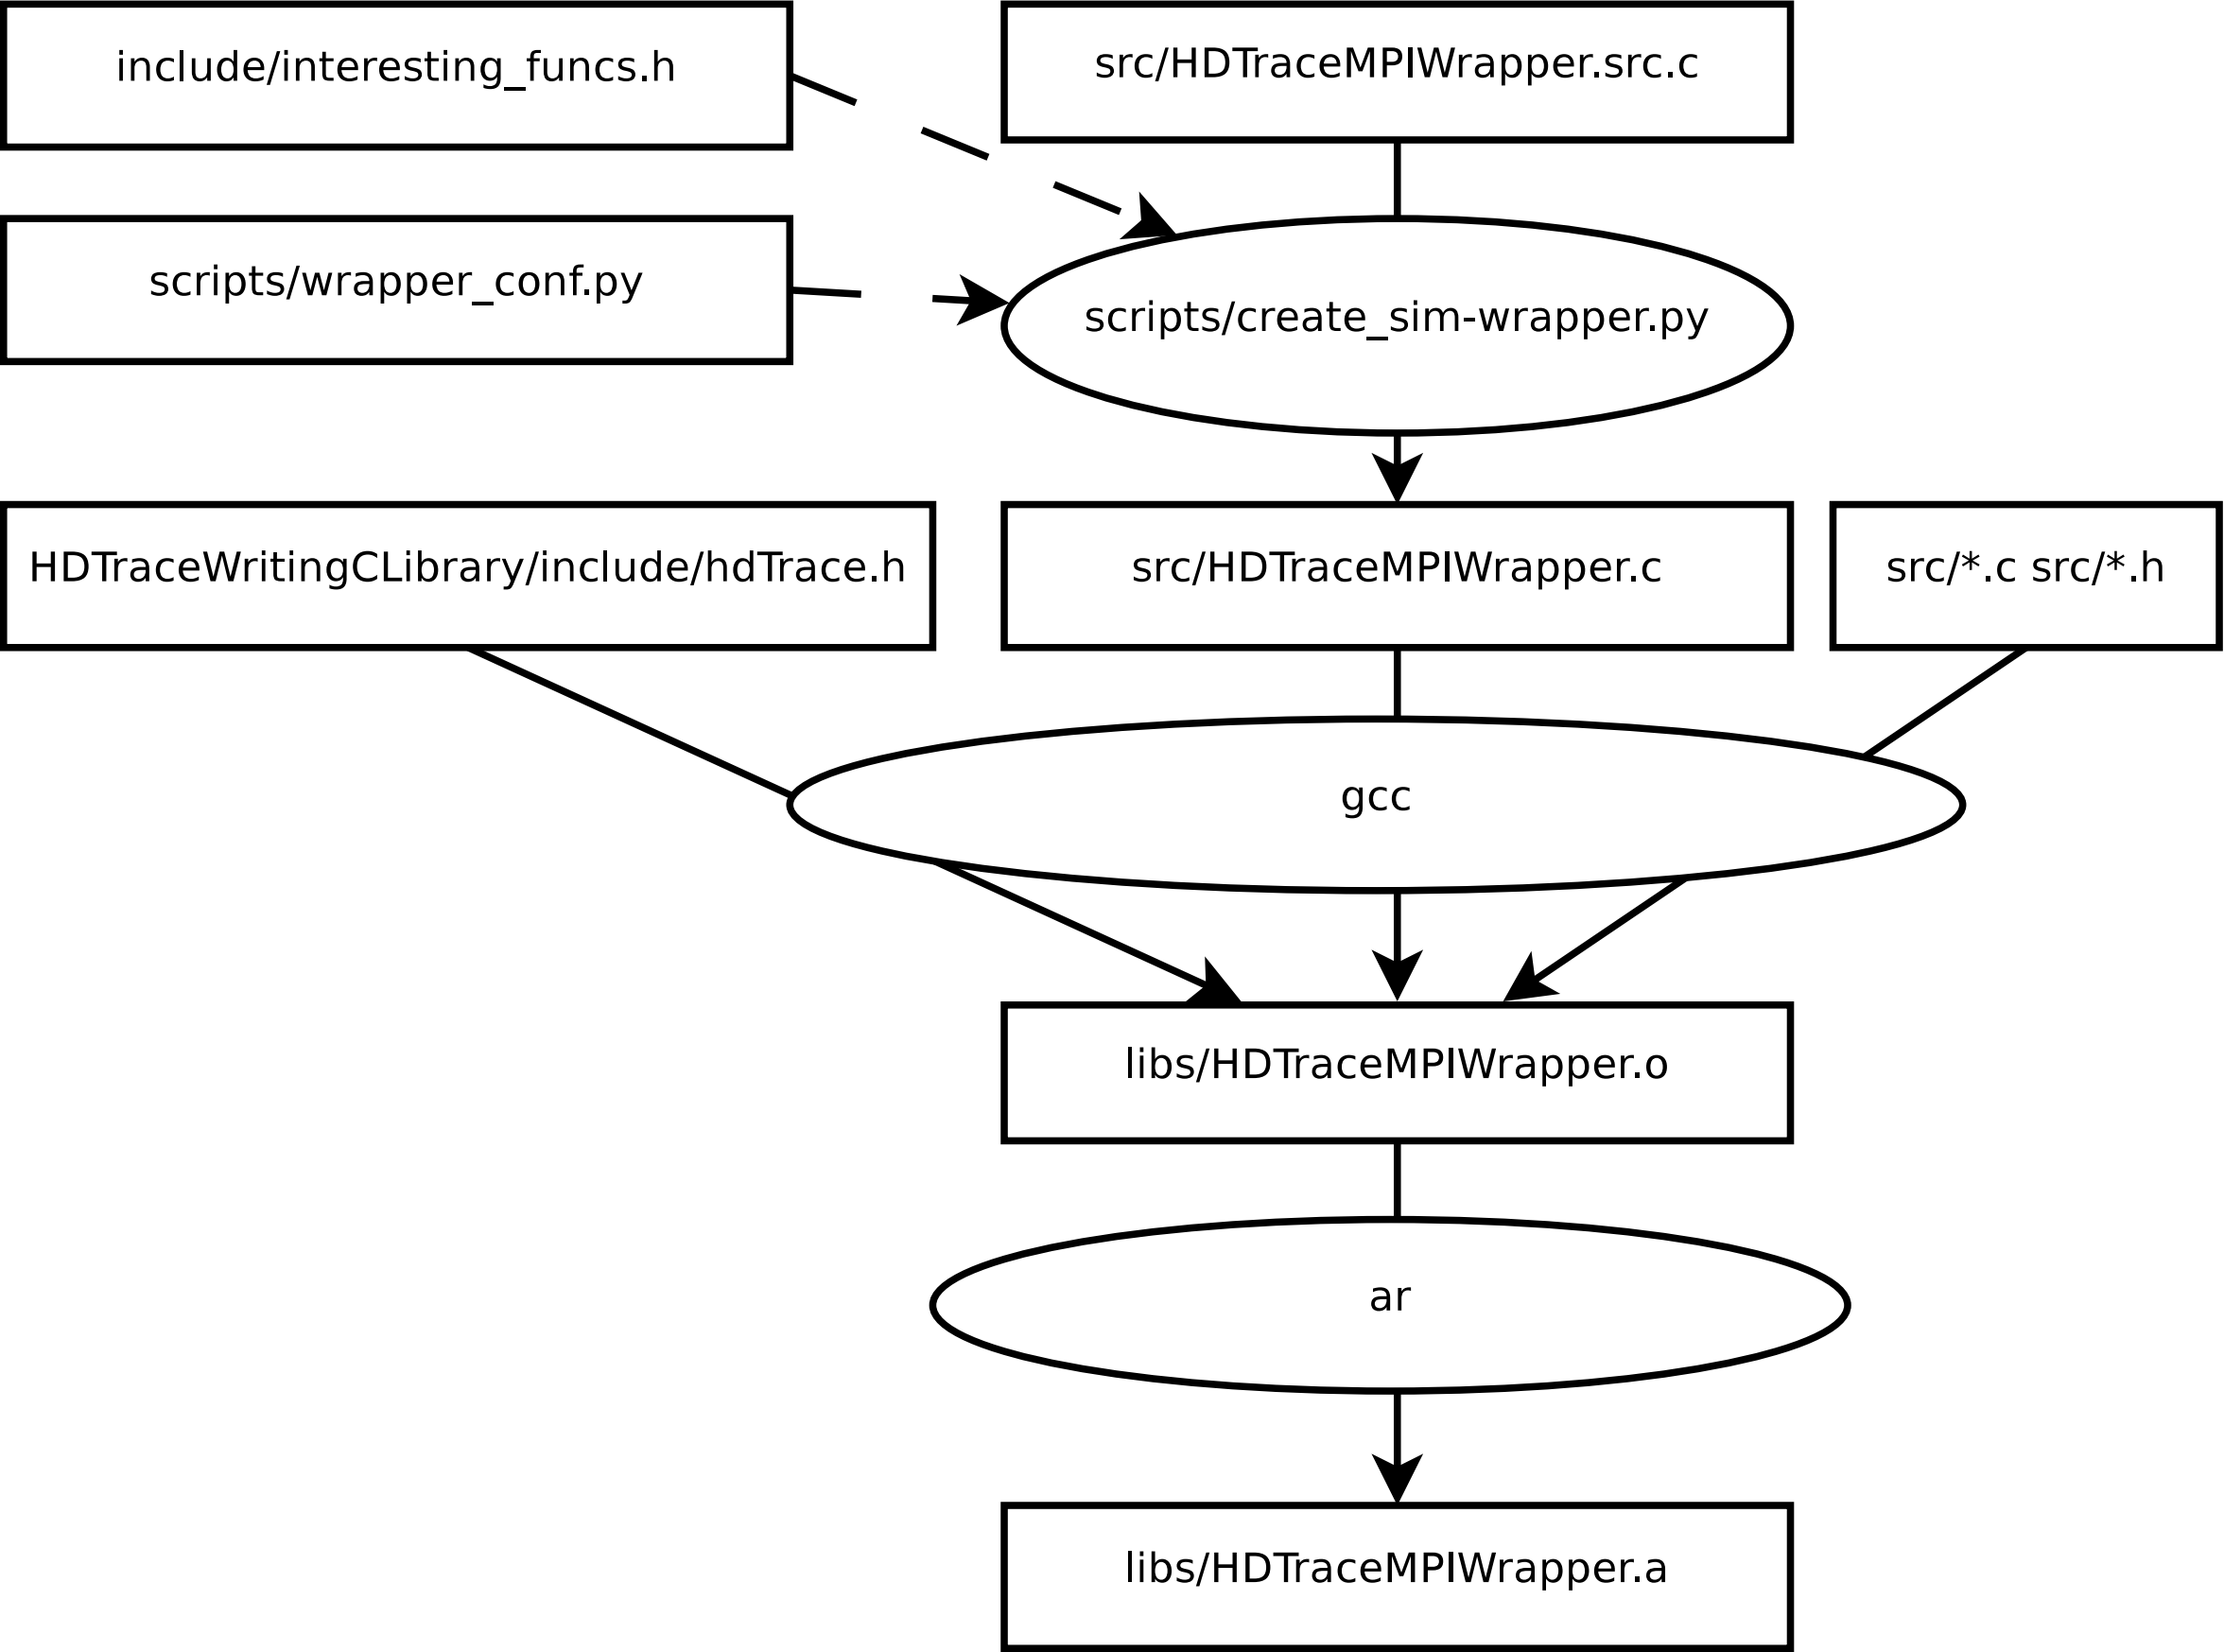 include/interesting_funcs.h
src/HDTraceMPIWrapper.src.c
scripts/wrapper_conf.py
scripts/create_sim-wrapper.py
HDTraceWritingCLibrary/include/hdTrace.h
src/HDTraceMPIWrapper.c
src/*.c src/*.h
gcc
libs/HDTraceMPIWrapper.o
ar
libs/HDTraceMPIWrapper.a